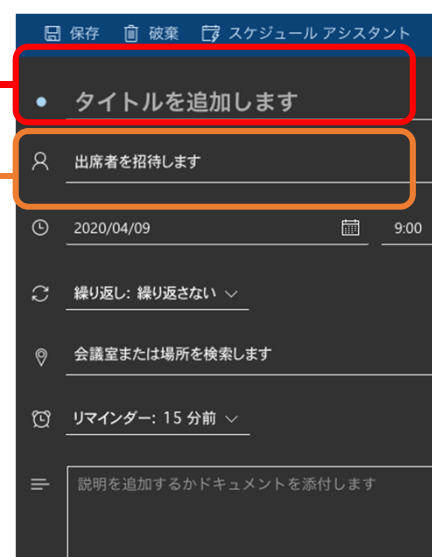 保存 破棄 スケジュール アシスタント
タイトルを追加します
出席者を招待します
2020/04/09 9:00
繰り返し: 繰り返さない
会議室または場所を検索します
リマインダー: 15 分前
説明を追加するかドキュメントを添付します